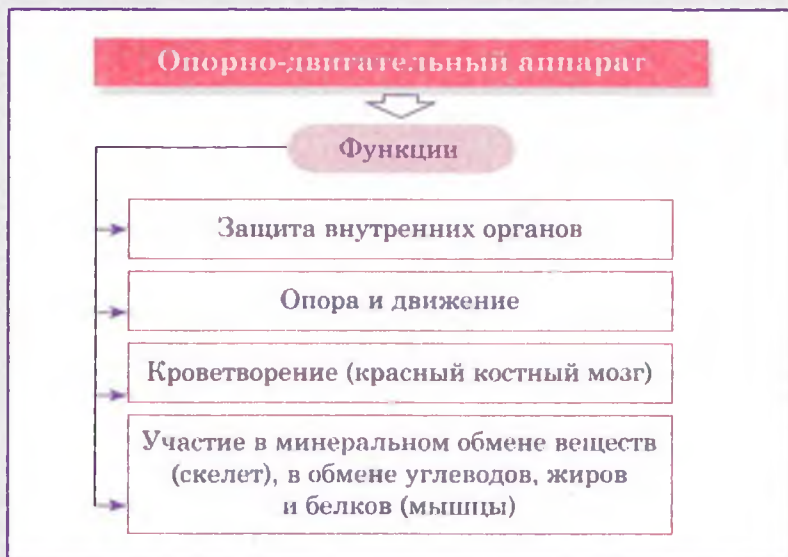 Опорно-двигательный аппарат
Функции
Защита внутренних органов
Опора и движение
Кроветворение (красный костный мозг)
Участие в минеральном обмене веществ
(скелет), в обмене углеводов, жиров
и белков (мышцы)